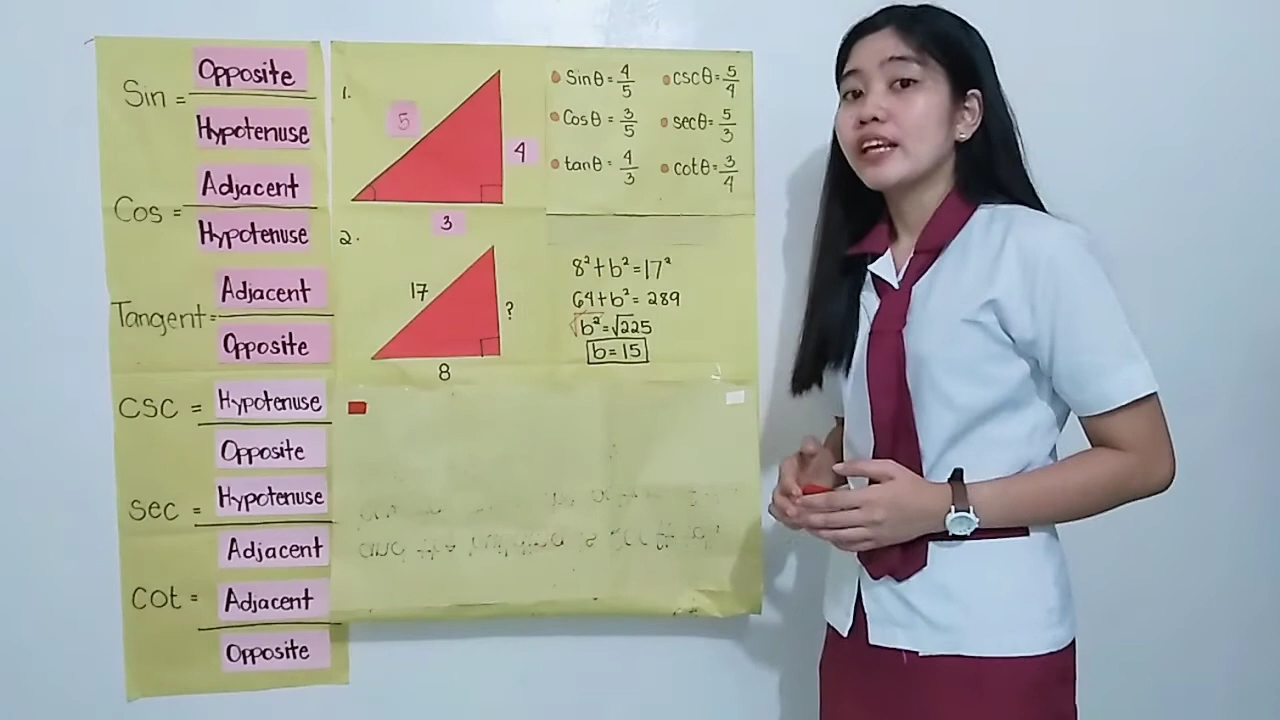 Sin = Opposite
Hypotenuse
Cos = Adjacent
Hypotenuse
Tangent = Adjacent
Opposite
CSC = Hypotenuse
Opposite
Sec = Hypotenuse
Adjacent
Cot = Adjacent
Opposite
1.
5
4
3
Sinθ = 4/5
Cosθ = 3/5
tanθ = 4/3
cscθ = 5/4
secθ = 5/3
cotθ = 3/4
2.
17
?
8
8² + b² = 17²
64 + b² = 289
√b² = √225
b = 15